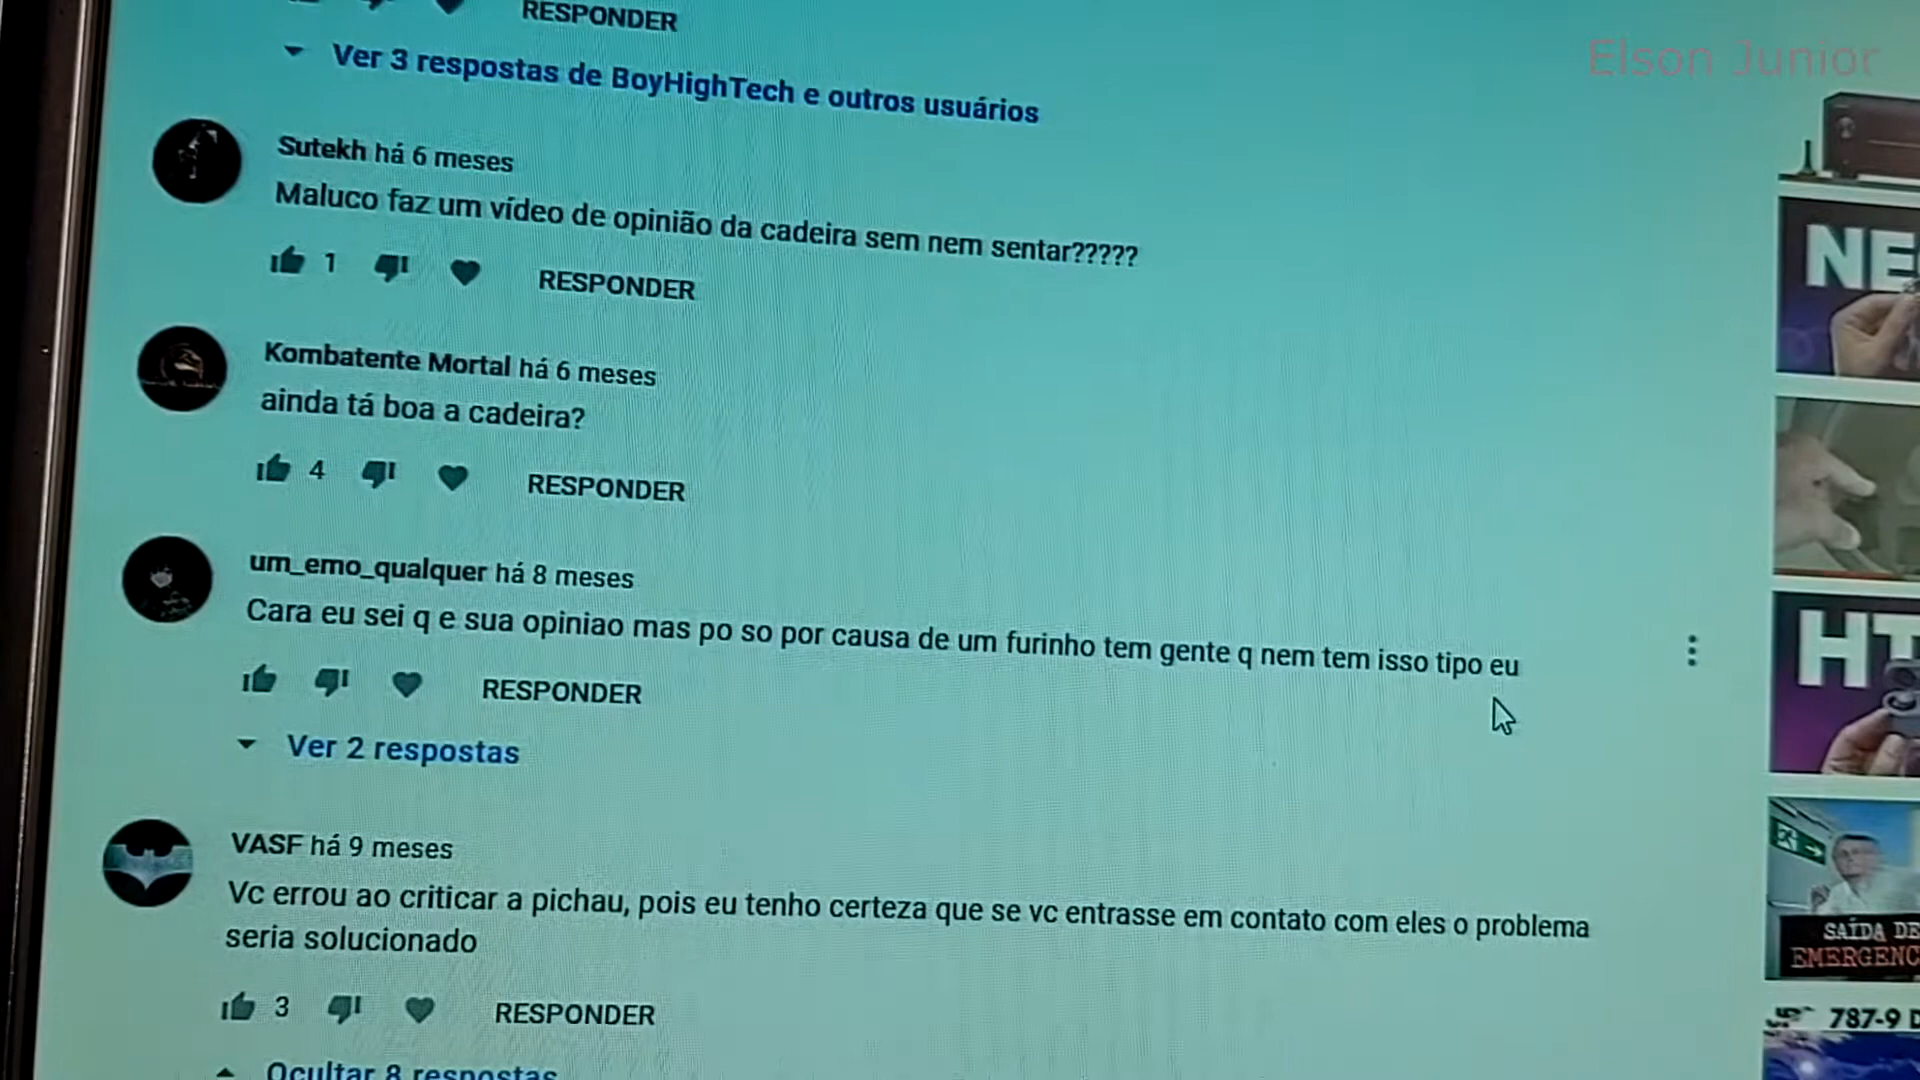 RESPONDER
Ver 3 respostas de BoyHighTech e outros usuários
Elson Junior
Sutekh há 6 meses
Maluco faz um vídeo de opinião da cadeira sem nem sentar?????
1 RESPONDER
NE
Kombatente Mortal há 6 meses
ainda tá boa a cadeira?
4 RESPONDER
um_emo_qualquer há 8 meses
Cara eu sei q e sua opiniao mas po so por causa de um furinho tem gente q nem tem isso tipo eu
HT
RESPONDER
Ver 2 respostas
VASF há 9 meses
Vc errou ao criticar a pichau, pois eu tenho certeza que se vc entrasse em contato com eles o problema
seria solucionado
SAÍDA DE
EMERGENC
3 RESPONDER
787-9 D
Ocultar 8 respostas